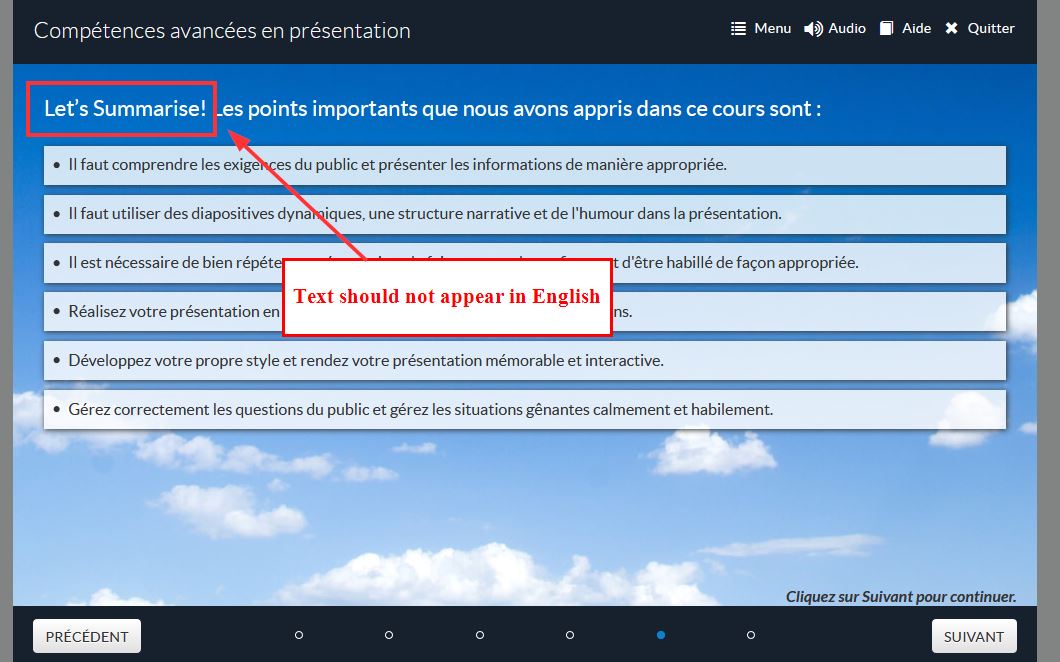 Compétences avancées en présentation
Menu Audio Aide Quitter
Let's Summarise! Les points importants que nous avons appris dans ce cours sont :
• Il faut comprendre les exigences du public et présenter les informations de manière appropriée.
• Il faut utiliser des diapositives dynamiques, une structure narrative et de l'humour dans la présentation.
• Il est nécessaire de bien répéter d'être habillé de façon appropriée.
Text should not appear in English
• Réalisez votre présentation en
• Développez votre propre style et rendez votre présentation mémorable et interactive.
• Gérez correctement les questions du public et gérez les situations gênantes calmement et habilement.
Cliquez sur Suivant pour continuer.
PRÉCÉDENT SUIVANT